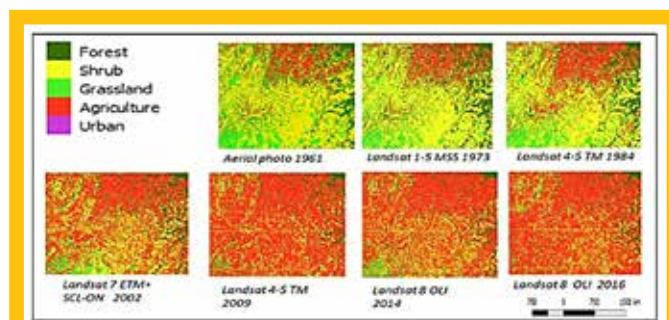 Forest
Shrub
Grassland
Agriculture
Urban
Aerial photo 1961
Landsat 1-5 MSS 1973
Landsat 4-5 TM 1984
Landsat 7 ETM+
SCL-ON 2002
Landsat 4-5 TM
2009
Landsat 8 OLI
2014
Landsat 8 OLI 2016